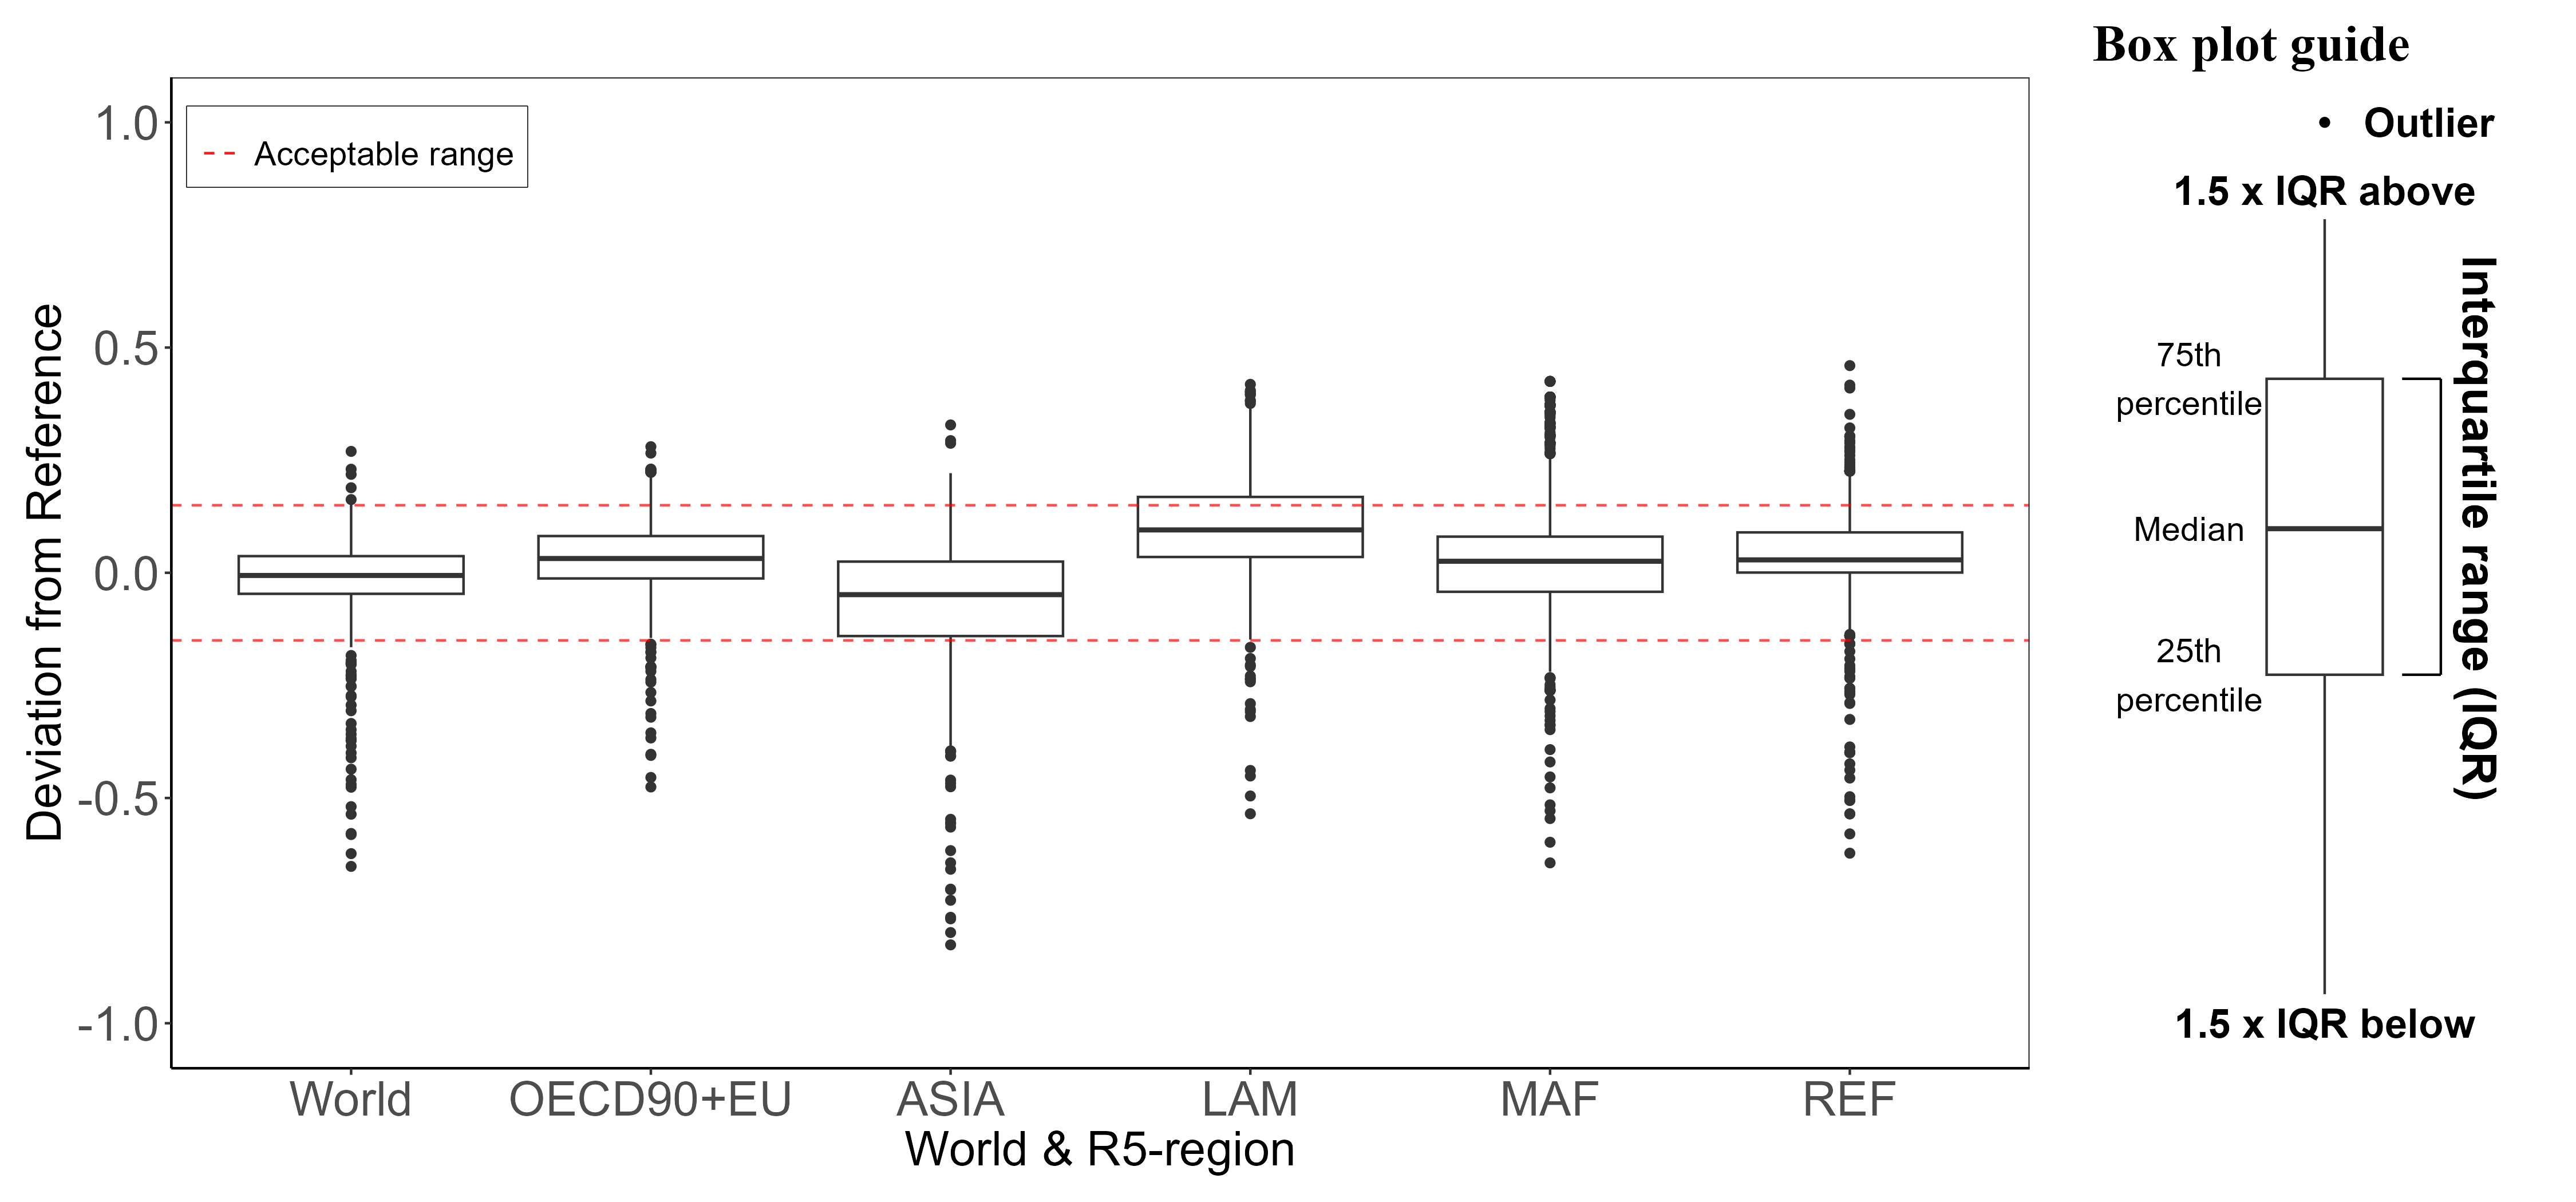 Box plot guide
1.0
0.5
0.0
-0.5
-1.0
Deviation from Reference
Acceptable range
World
OECD90+EU
ASIA
LAM
MAF
REF
World & R5-region
Outlier
1.5 x IQR above
75th
percentile
Median
25th
percentile
Interquartile range (IQR)
1.5 x IQR below